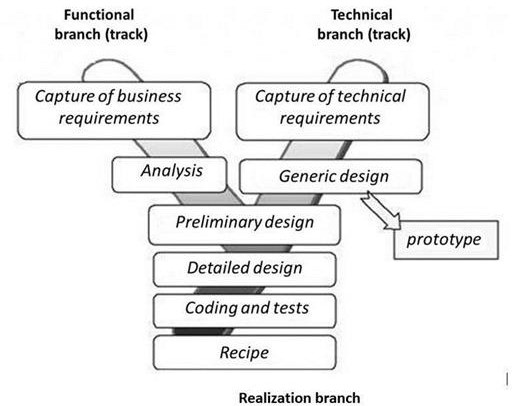 Functional
branch (track)
Technical
branch (track)
Capture of business
requirements
Capture of technical
requirements
Analysis
Generic design
Preliminary design
prototype
Detailed design
Coding and tests
Recipe
Realization branch